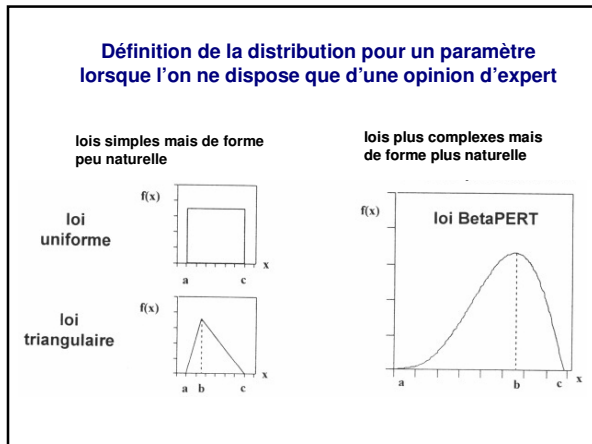 Définition de la distribution pour un paramètre
lorsque l'on ne dispose que d'une opinion d'expert
lois simples mais de forme
peu naturelle
loi
uniforme
f(x)
x
a
c
loi
triangulaire
f(x)
x
a b c
lois plus complexes mais
de forme plus naturelle
f(x)
loi BetaPERT
a
b
c
x